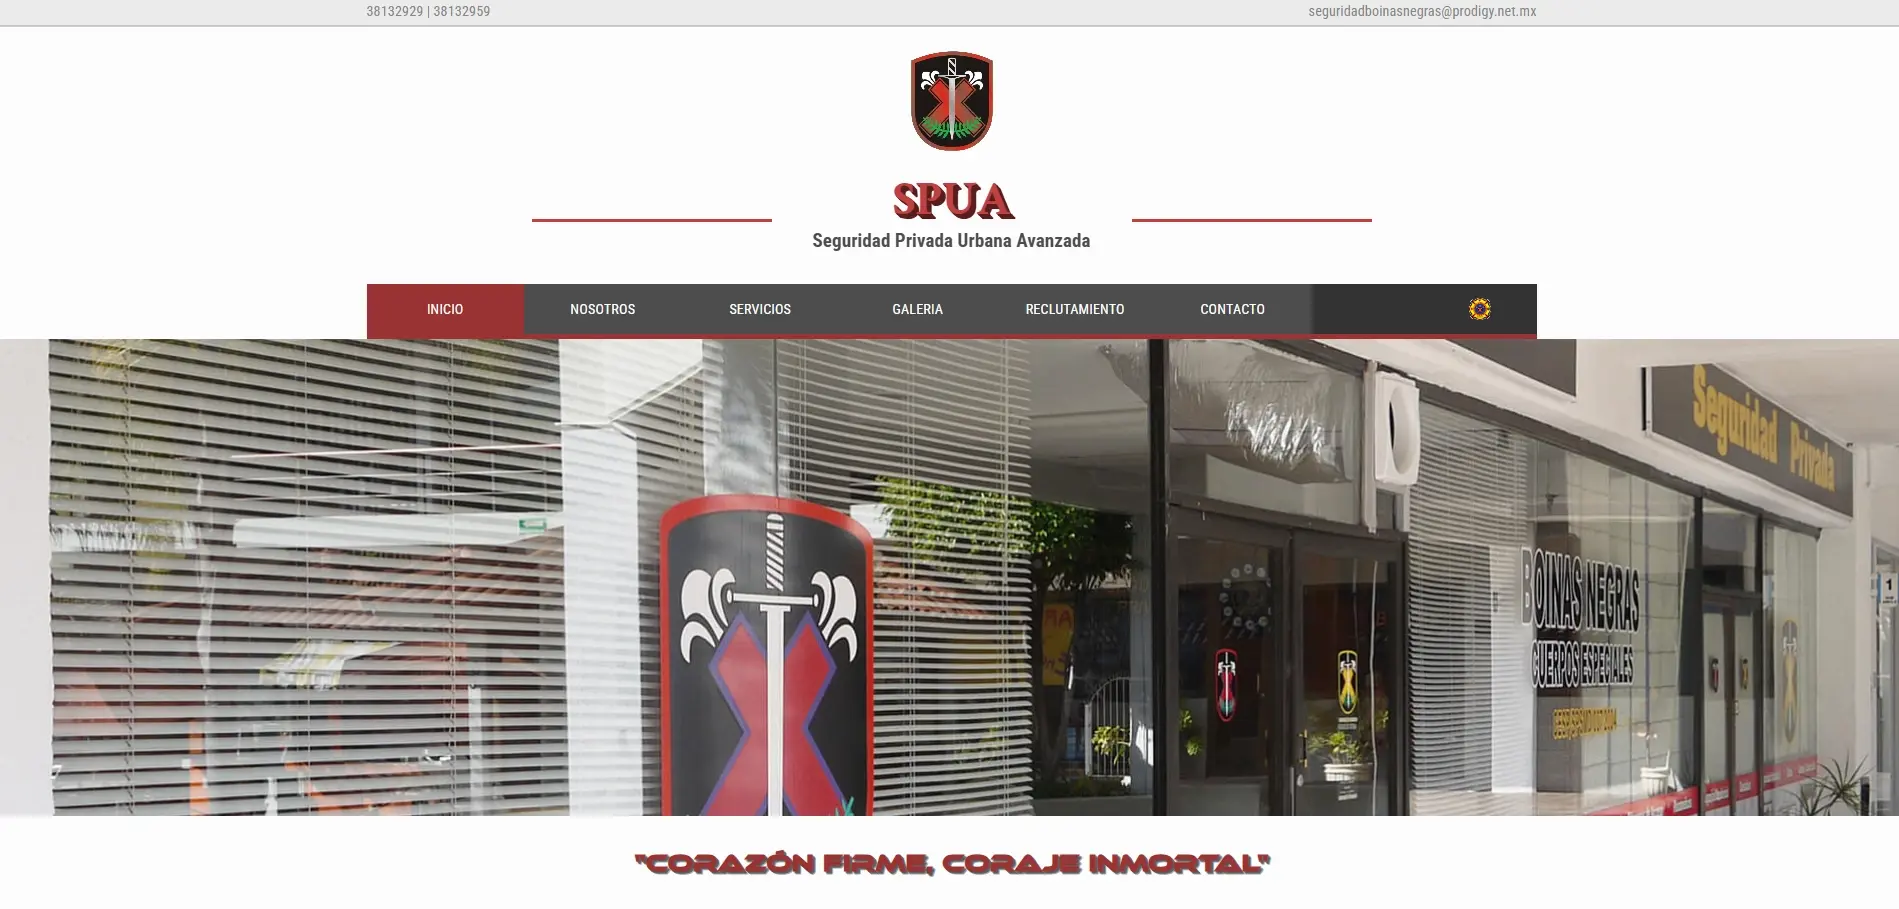 38132929 | 38132959
seguridadboinasnegras@prodigy.net.mx
SPUA
Seguridad Privada Urbana Avanzada
INICIO
NOSOTROS
SERVICIOS
GALERIA
RECLUTAMIENTO
CONTACTO
Seguridad Privada
BOINAS NEGRAS
CUERPOS ESPECIALES
1
"CORAZÓN FIRME, CORAJE INMORTAL"